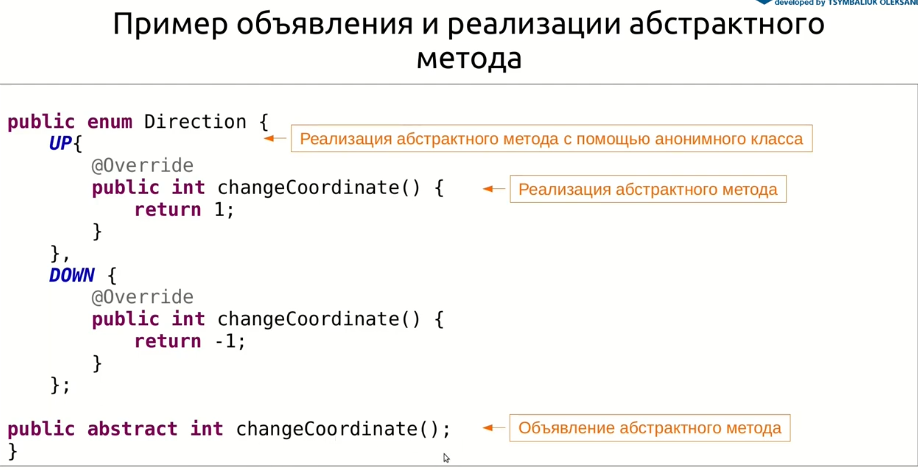 developed by TSYMBALIUK OLEKSAN
Пример объявления и реализации абстрактного
метода
public enum Direction {
UP{
Реализация абстрактного метода с помощью анонимного класса
@Override
public int changeCoordinate() {
Реализация абстрактного метода
return 1;
}
},
DOWN {
@Override
public int changeCoordinate() {
return -1;
}
};
public abstract int changeCoordinate();
Объявление абстрактного метода
}